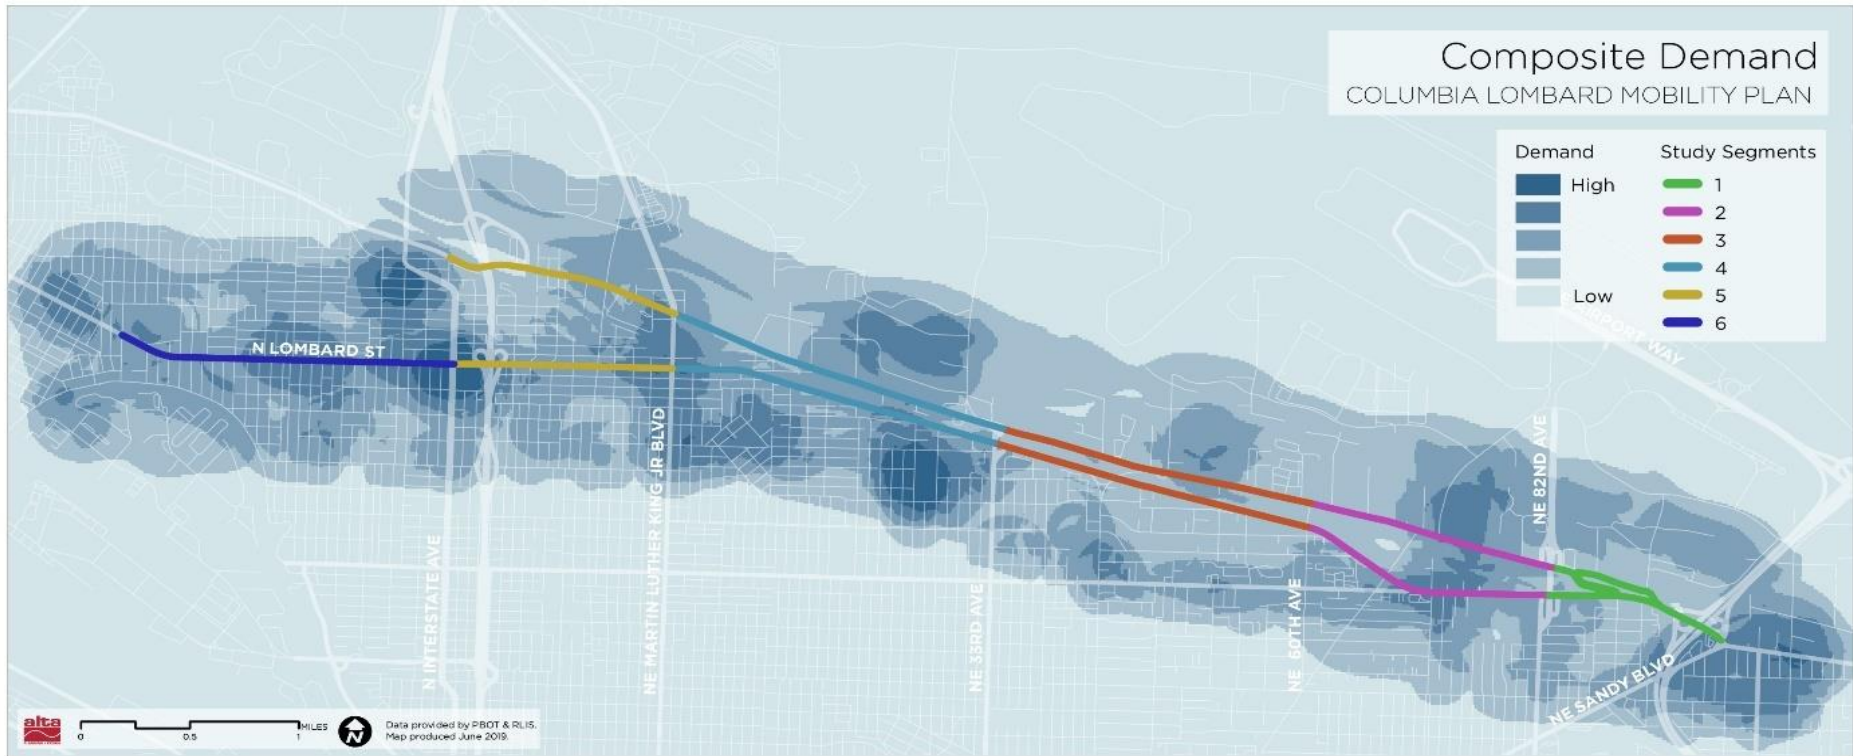 Composite Demand
COLUMBIA LOMBARD MOBILITY PLAN
Demand
Study Segments
High
Low
1
2
3
4
5
6
AIRPORT WAY
N LOMBARD ST
NE MARTIN LUTHER KING JR BLVD
N INTERSTATE AVE
NE 33RD AVE
NE 60TH AVE
NE 82ND AVE
NE SANDY BLVD
alta
0 0.5 1 MILES
N
Data provided by PBOT & RLIS.
Map produced June 2019.